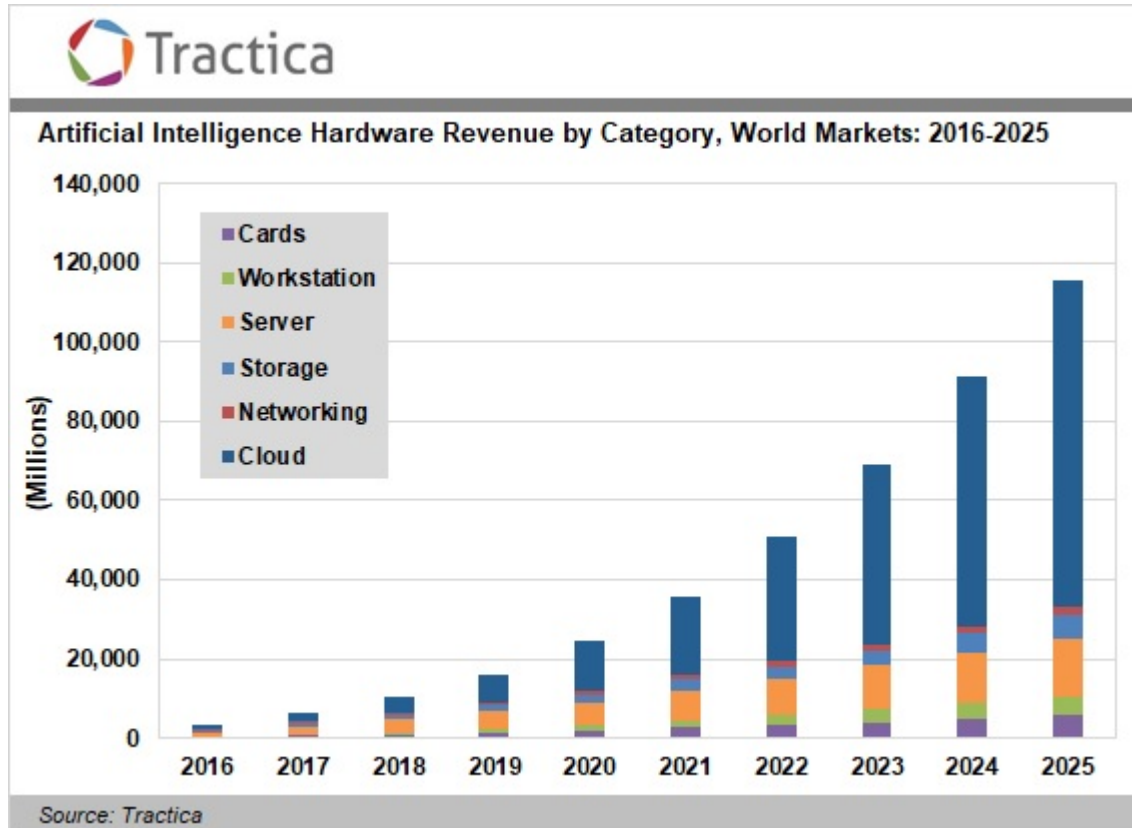 Tractica
Artificial Intelligence Hardware Revenue by Category, World Markets: 2016-2025
(Millions)
140,000
120,000
100,000
80,000
60,000
40,000
20,000
0
Cards
Workstation
Server
Storage
Networking
Cloud
2016 2017 2018 2019 2020 2021 2022 2023 2024 2025
Source: Tractica